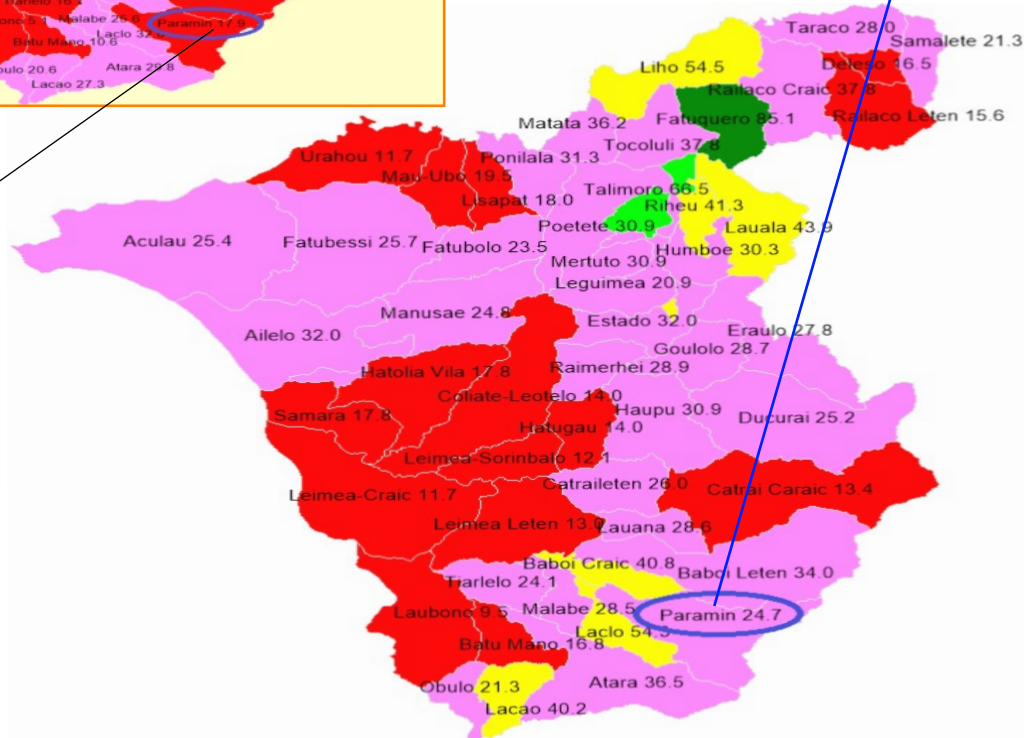 Malabe 25.6
Paramin 17.9
Batu Mano 10.6
Atara 29.8
Lacao 27.3
Taraco 28.0
Samalete 21.3
Deleso 16.5
Liho 54.5
Railaco Craic 37.8
Railaco Leten 15.6
Fatuquero 85.1
Matata 36.2
Tocoluli 37.8
Urahou 11.7
Ponilala 31.3
Mau-Ubo 19.5
Talimoro 66.5
Lisapat 18.0
Riheu 41.3
Poetete 30.9
Lauala 43.9
Aculau 25.4
Fatubessi 25.7
Fatubolo 23.5
Humboe 30.3
Mertuto 30.9
Leguimea 20.9
Manusae 24.8
Estado 32.0
Eraulo 27.8
Ailelo 32.0
Goulolo 28.7
Raimerhei 28.9
Hatolia Vila 17.8
Coliate-Leotelo 14.0
Haupu 30.9
Samara 17.8
Ducurai 25.2
Hatugau 14.0
Leimea-Sorinbalo 12.1
Catraileten 26.0
Catrai Caraic 13.4
Leimea-Craic 11.7
Leimea Leten 13.0
Lauana 28.6
Baboi Craic 40.8
Baboi Leten 34.0
Tiarlelo 24.1
Laubono 9.5
Malabe 28.5
Paramin 24.7
Laclo 54.3
Batu Mano 16.8
Obulo 21.3
Atara 36.5
Lacao 40.2